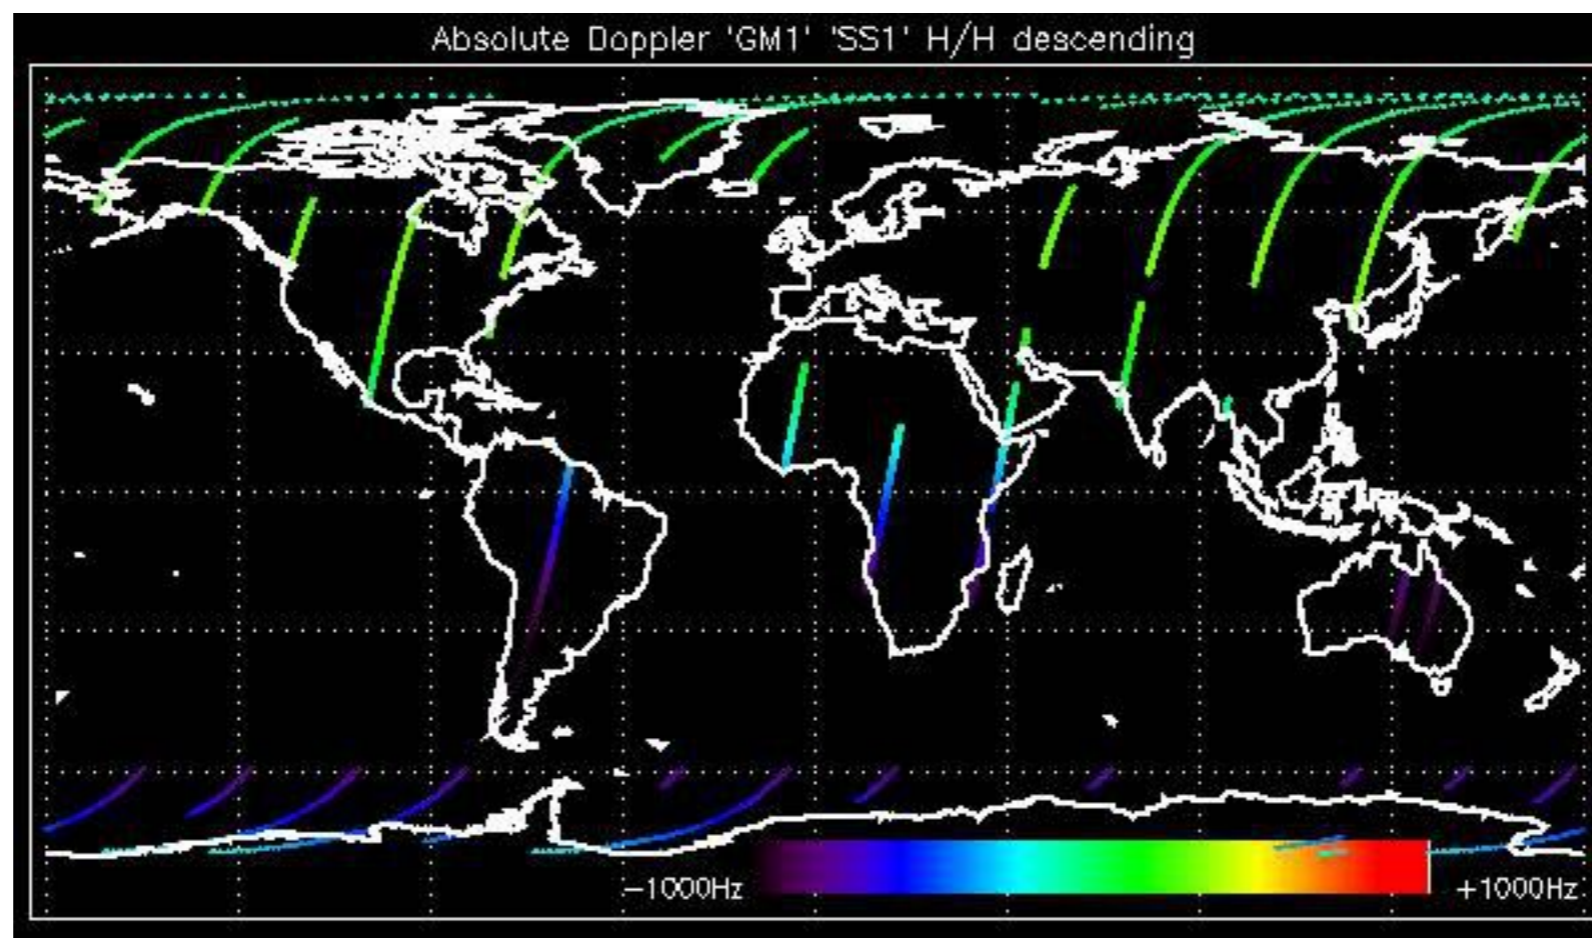 Absolute Doppler 'GM1' 'SS1' H/H descending
-1000Hz +1000Hz